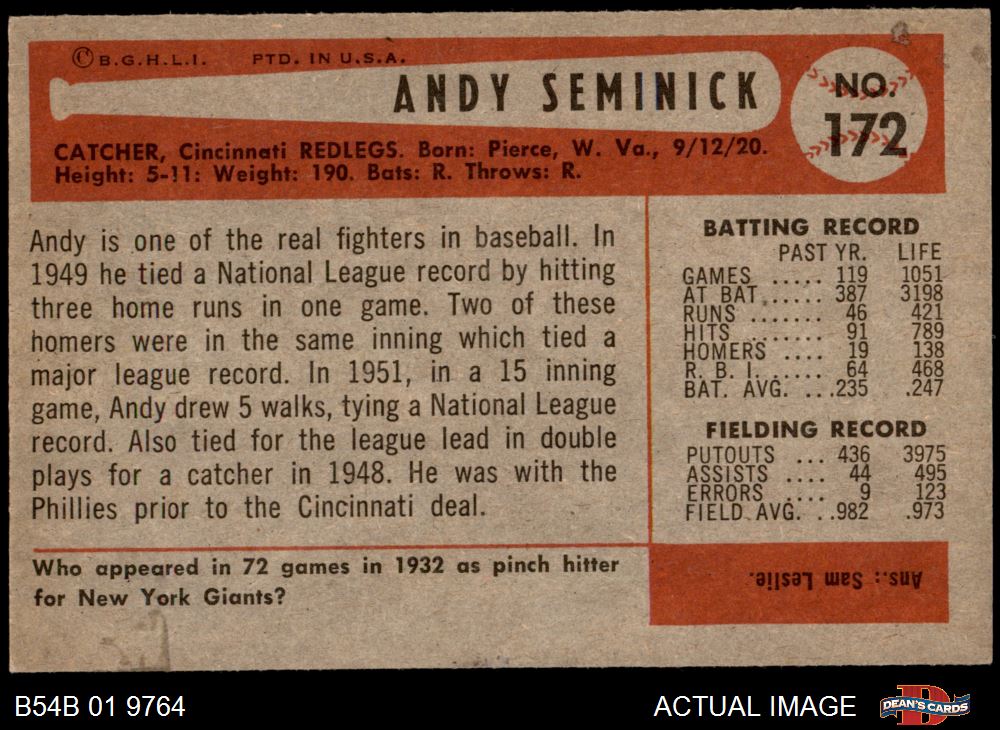 © B.G.H.L.I. PTD. IN U.S.A.
ANDY SEMINICK
NO.
172
CATCHER, Cincinnati REDLEGS. Born: Pierce, W. Va., 9/12/20.
Height: 5-11: Weight: 190. Bats: R. Throws: R.
Andy is one of the real fighters in baseball. In
1949 he tied a National League record by hitting
three home runs in one game. Two of these
homers were in the same inning which tied a
major league record. In 1951, in a 15 inning
game, Andy drew 5 walks, tying a National League
record. Also tied for the league lead in double
plays for a catcher in 1948. He was with the
Phillies prior to the Cincinnati deal.
BATTING RECORD
PAST YR. LIFE
GAMES ..... 119 1051
AT BAT...... 387 3198
RUNS ....... 46 421
HITS ....... 91 789
HOMERS .... 19 138
R. B. I. ..... 64 468
BAT. AVG. ...235 .247
FIELDING RECORD
PUTOUTS ... 436 3975
ASSISTS .... 44 495
ERRORS .... 9 123
FIELD. AVG. ..982 .973
Who appeared in 72 games in 1932 as pinch hitter
for New York Giants?
Ans.: Sam Leslie.
B54B 01 9764
ACTUAL IMAGE
D
DEAN'S CARDS